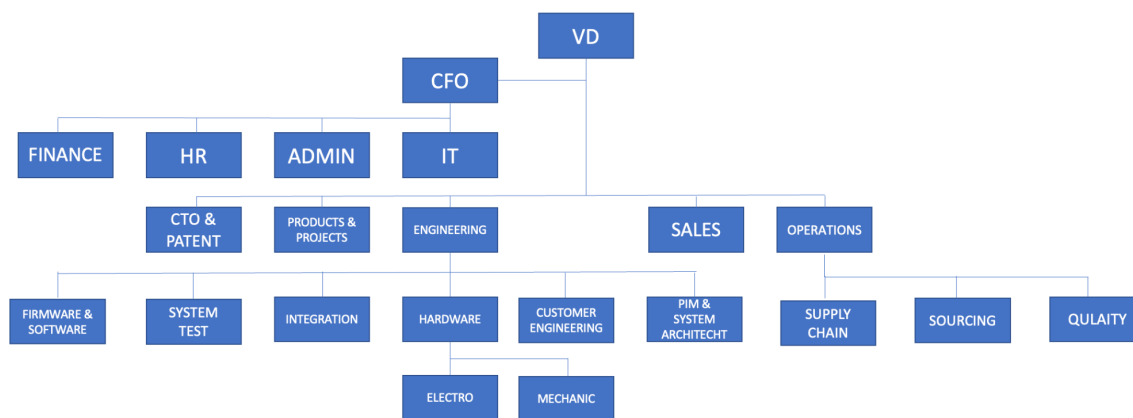 VD
CFO
FINANCE
HR
ADMIN
IT
CTO &
PATENT
PRODUCTS &
PROJECTS
ENGINEERING
SALES
OPERATIONS
FIRMWARE &
SOFTWARE
SYSTEM
TEST
INTEGRATION
HARDWARE
CUSTOMER
ENGINEERING
PIM &
SYSTEM
ARCHITECHT
SUPPLY
CHAIN
SOURCING
QULAITY
ELECTRO
MECHANIC